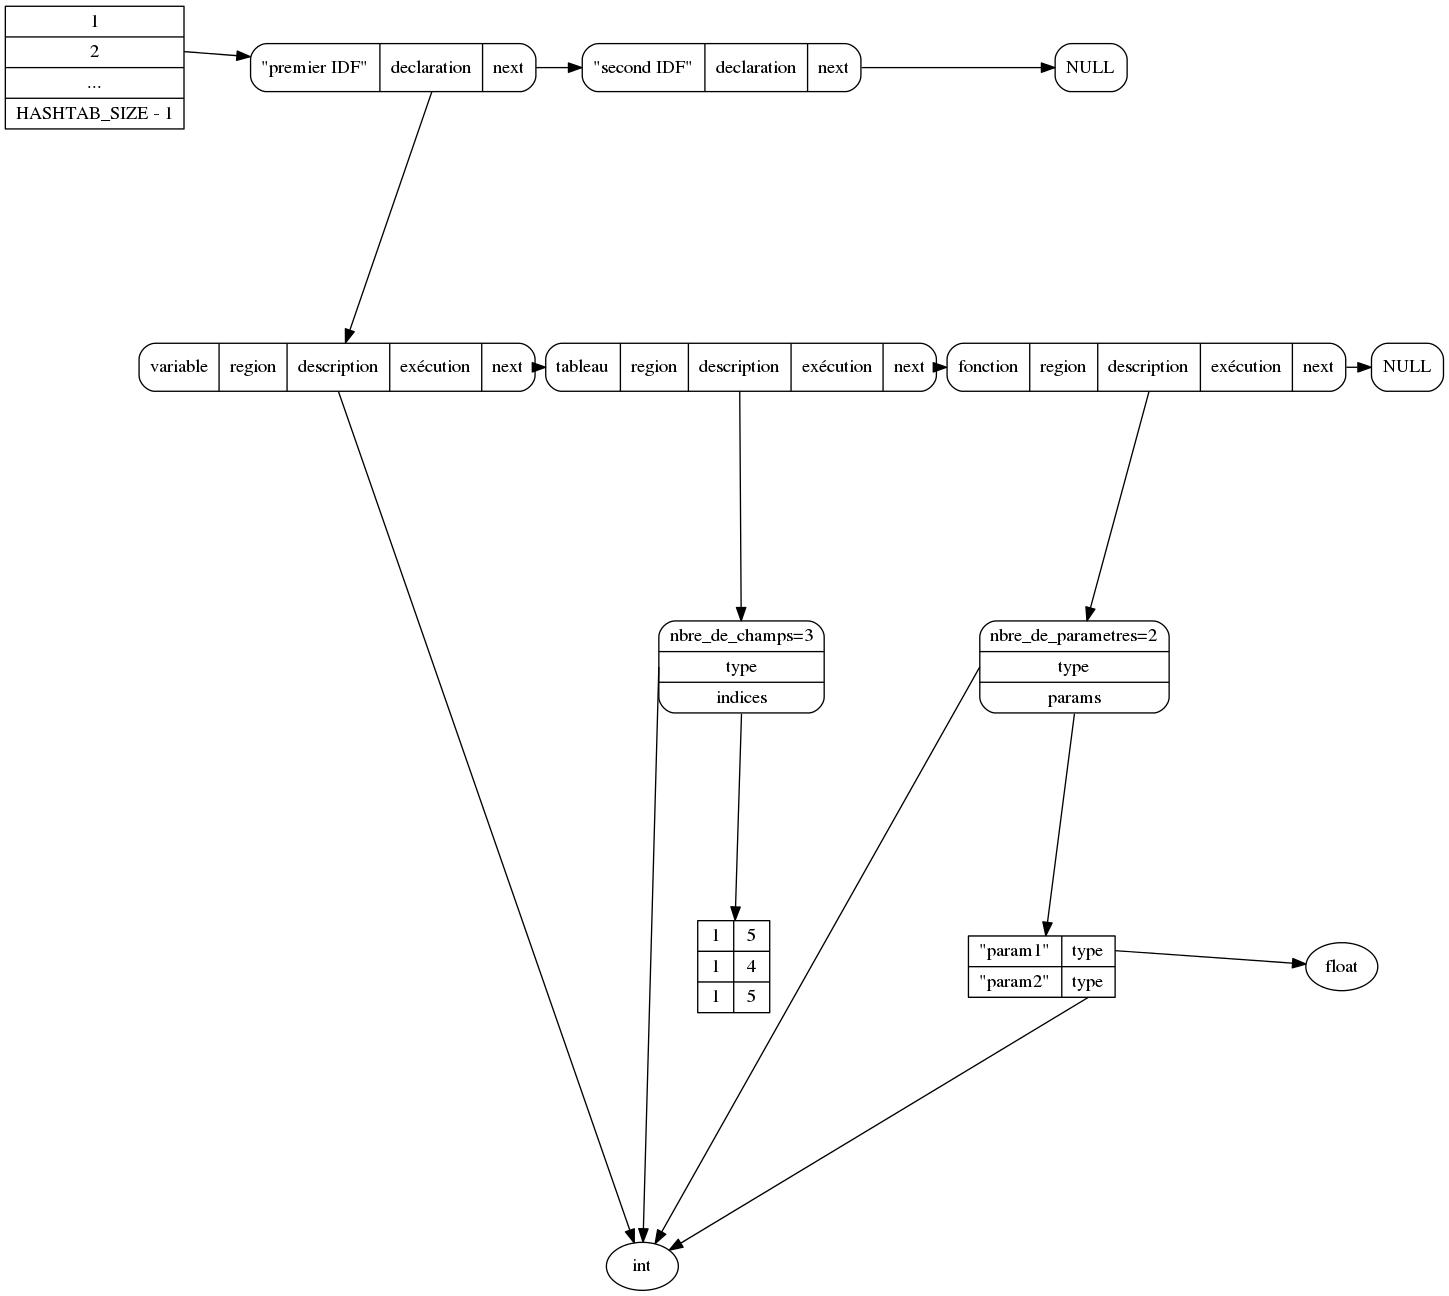 1
2
...
HASHTAB_SIZE - 1
"premier IDF" declaration next
"second IDF" declaration next
NULL
variable region description exécution next
tableau region description exécution next
fonction region description exécution next
NULL
nbre_de_champs=3
type
indices
nbre_de_parametres=2
type
params
1 5
1 4
1 5
"param1" type
"param2" type
float
int